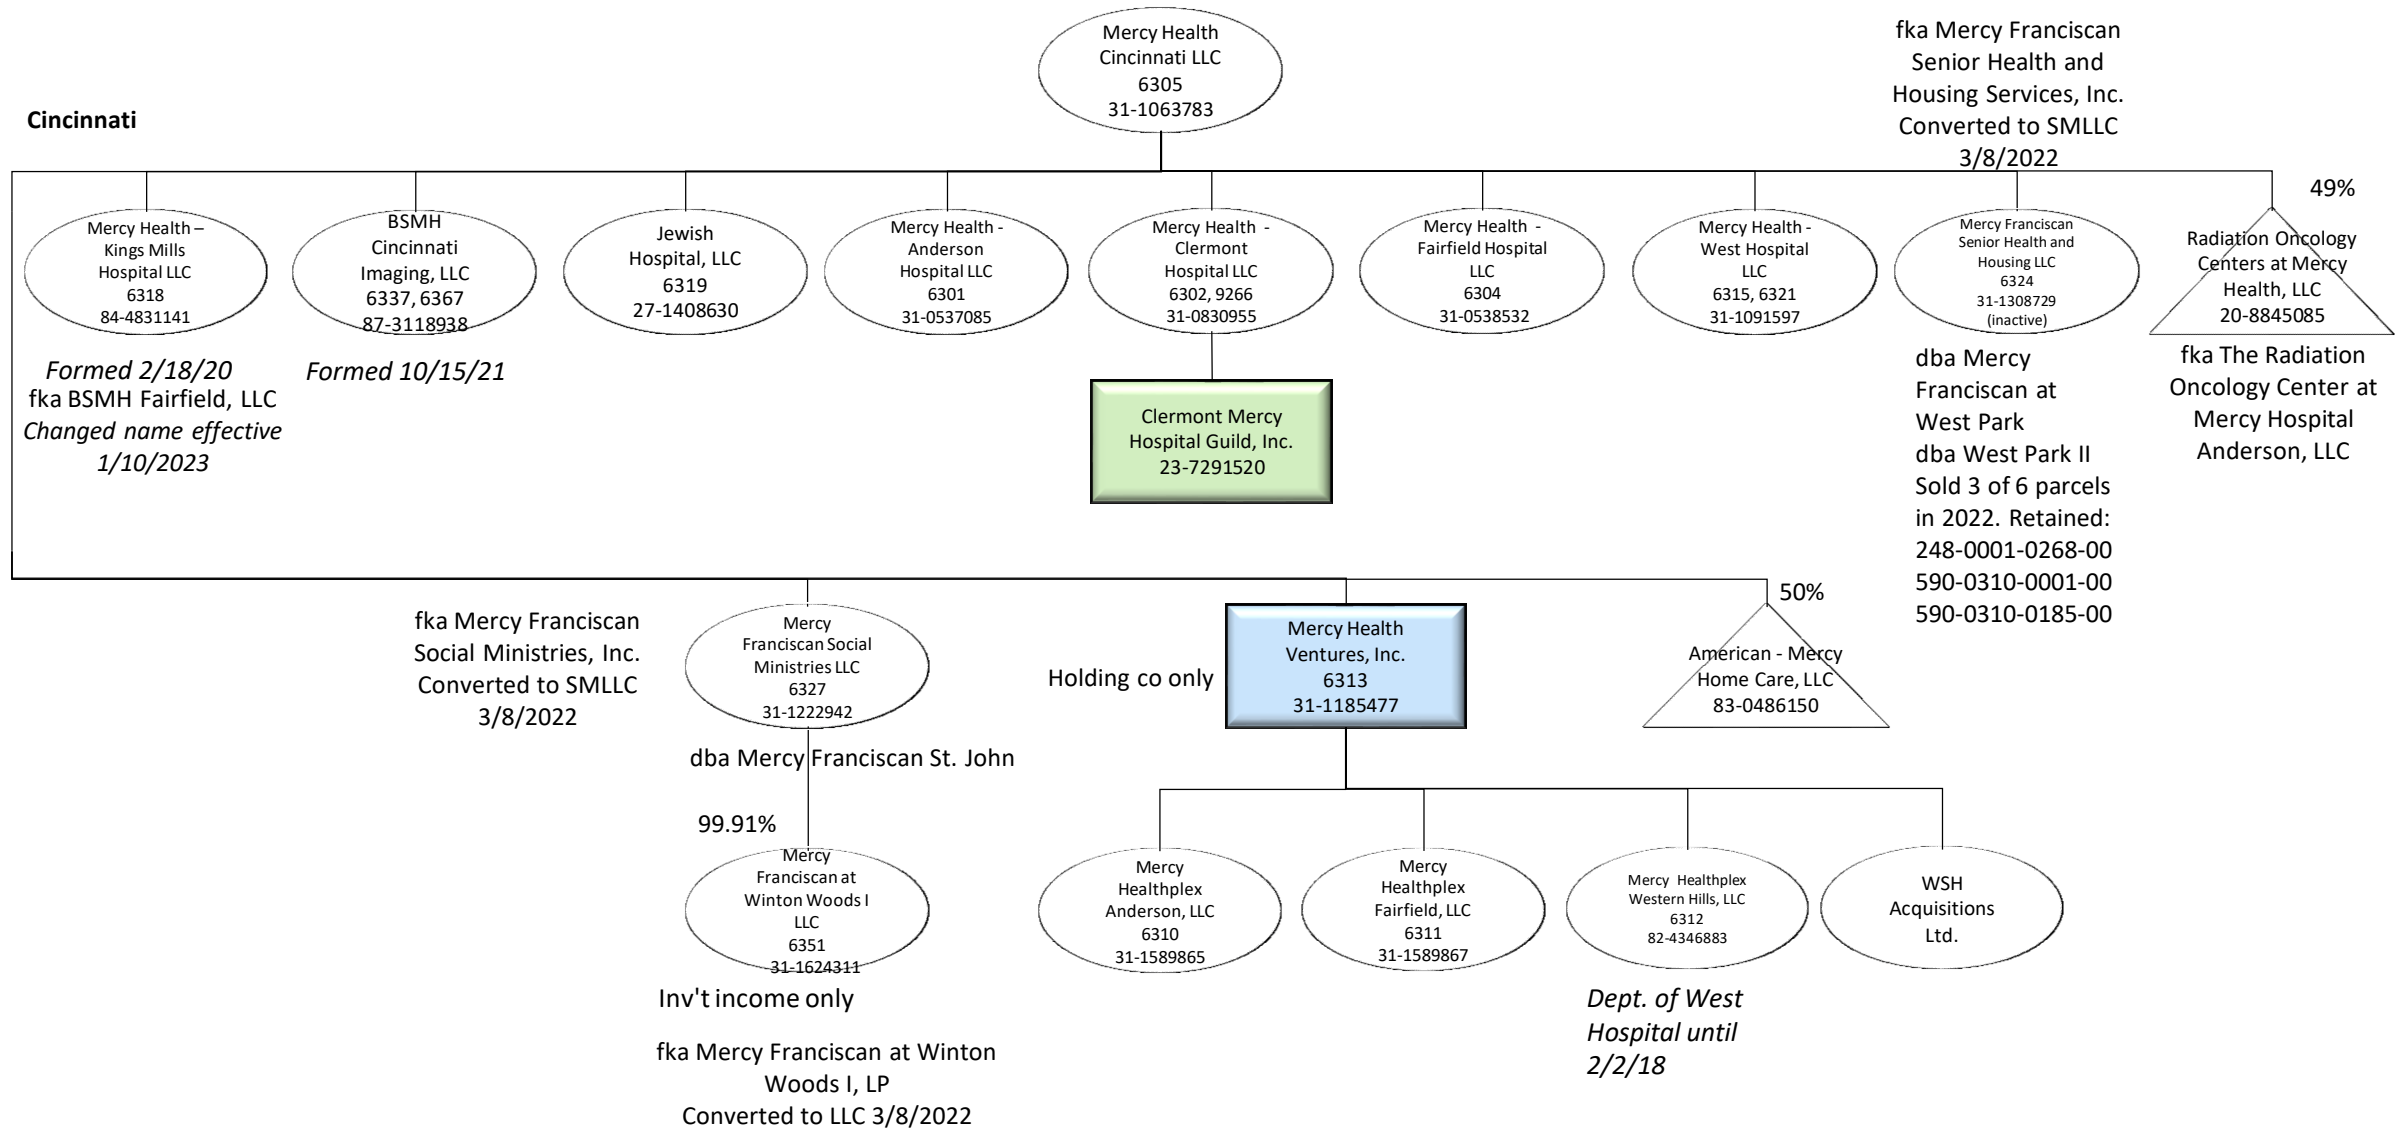 Mercy Health
Cincinnati LLC
6305
31-1063783
fka Mercy Franciscan
Senior Health and
Housing Services, Inc.
Converted to SMLLC
3/8/2022
Cincinnati
49%
Mercy Health –
Kings Mills
Hospital LLC
6318
84-4831141
BSMH
Cincinnati
Imaging, LLC
6337, 6367
87-3118938
Jewish
Hospital, LLC
6319
27-1408630
Mercy Health -
Anderson
Hospital LLC
6301
31-0537085
Mercy Health -
Clermont
Hospital LLC
6302, 9266
31-0830955
Mercy Health -
Fairfield Hospital
LLC
6304
31-0538532
Mercy Health -
West Hospital
LLC
6315, 6321
31-1091597
Mercy Franciscan
Senior Health and
Housing LLC
6324
31-1308729
(inactive)
Radiation Oncology
Centers at Mercy
Health, LLC
20-8845085
Formed 2/18/20
fka BSMH Fairfield, LLC
Changed name effective
1/10/2023
Formed 10/15/21
Clermont Mercy
Hospital Guild, Inc.
23-7291520
dba Mercy
Franciscan at
West Park
dba West Park II
Sold 3 of 6 parcels
in 2022. Retained:
248-0001-0268-00
590-0310-0001-00
590-0310-0185-00
fka The Radiation
Oncology Center at
Mercy Hospital
Anderson, LLC
fka Mercy Franciscan
Social Ministries, Inc.
Converted to SMLLC
3/8/2022
Mercy
Franciscan Social
Ministries LLC
6327
31-1222942
Holding co only
Mercy Health
Ventures, Inc.
6313
31-1185477
50%
American - Mercy
Home Care, LLC
83-0486150
dba Mercy Franciscan St. John
99.91%
Mercy
Franciscan at
Winton Woods I
LLC
6351
31-1624311
Mercy
Healthplex
Anderson, LLC
6310
31-1589865
Mercy
Healthplex
Fairfield, LLC
6311
31-1589867
Mercy Healthplex
Western Hills, LLC
6312
82-4346883
WSH
Acquisitions
Ltd.
Inv't income only
fka Mercy Franciscan at Winton
Woods I, LP
Converted to LLC 3/8/2022
Dept. of West
Hospital until
2/2/18